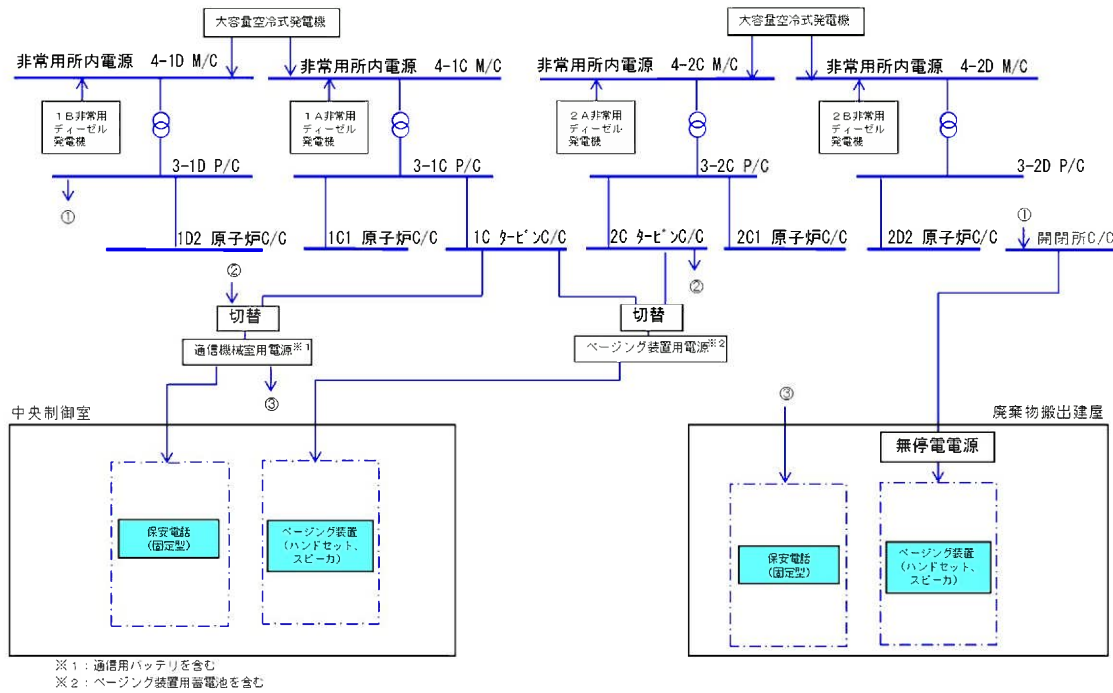 大容量空冷式発電機
大容量空冷式発電機
非常用所内電源 4-1D M/C
非常用所内電源 4-1C M/C
非常用所内電源 4-2C M/C
非常用所内電源 4-2D M/C
1B非常用
ディーゼル
発電機
1A非常用
ディーゼル
発電機
2A非常用
ディーゼル
発電機
2B非常用
ディーゼル
発電機
3-1D P/C
3-1C P/C
3-2C P/C
3-2D P/C
①
①
1D2 原子炉C/C
1C1 原子炉C/C
1C タービンC/C
2C タービンC/C
2C1 原子炉C/C
2D2 原子炉C/C
開閉所C/C
②
②
切替
切替
通信機械室用電源※1
ページング装置用電源※2
③
③
中央制御室
廃棄物搬出建屋
無停電電源
保安電話
(固定型)
ページング装置
(ハンドセット、
スピーカ)
保安電話
(固定型)
ページング装置
(ハンドセット、
スピーカ)
※1:通信用バッテリを含む
※2:ページング装置用蓄電池を含む